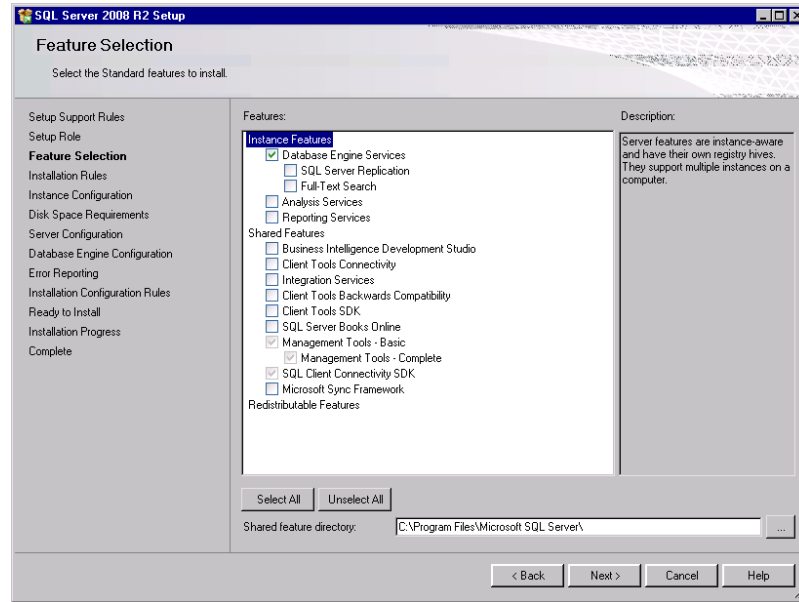 SQL Server 2008 R2 Setup
Feature Selection
Select the Standard features to install.
Setup Support Rules
Setup Role
Feature Selection
Installation Rules
Instance Configuration
Disk Space Requirements
Server Configuration
Database Engine Configuration
Error Reporting
Installation Configuration Rules
Ready to Install
Installation Progress
Complete
Features:
Instance Features
Database Engine Services
SQL Server Replication
Full-Text Search
Analysis Services
Reporting Services
Shared Features
Business Intelligence Development Studio
Client Tools Connectivity
Integration Services
Client Tools Backwards Compatibility
Client Tools SDK
SQL Server Books Online
Management Tools - Basic
Management Tools - Complete
SQL Client Connectivity SDK
Microsoft Sync Framework
Redistributable Features
Description:
Server features are instance-aware
and have their own registry hives.
They support multiple instances on a
computer.
Select All
Unselect All
Shared feature directory:
C:\Program Files\Microsoft SQL Server\
...
< Back
Next >
Cancel
Help